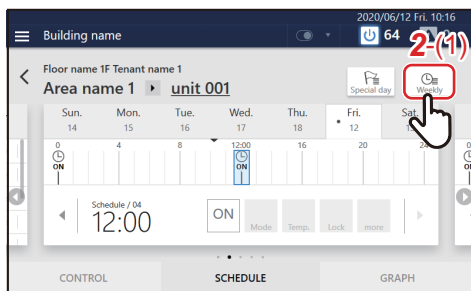 2020/06/12 Fri. 10:16
Building name
64
2-(1)
Floor name 1F Tenant name 1
Area name 1 unit 001
Special day
Weekly
Sun. Mon. Tue. Wed. Thu. Fri. Sat.
14 15 16 17 18 12
0 4 8 12:00 16 20 24
ON ON
Schedule / 04
12:00
ON Mode Temp. Lock more
CONTROL SCHEDULE GRAPH